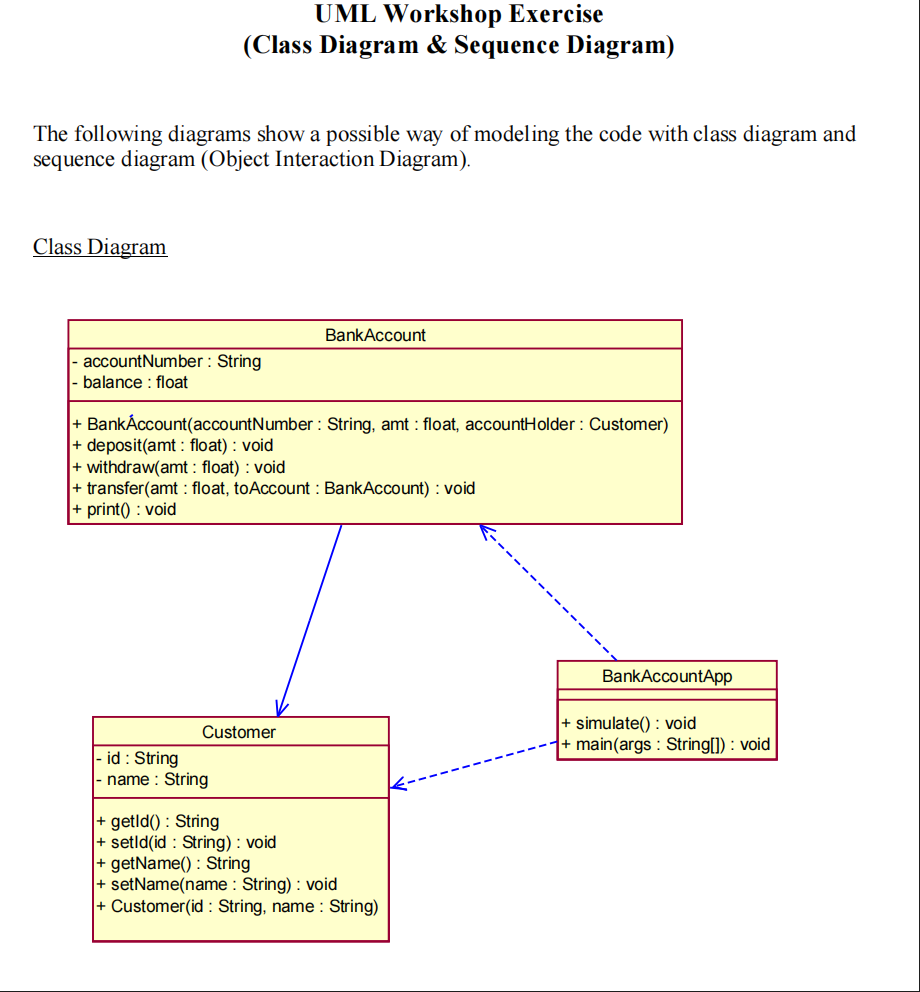 UML Workshop Exercise
(Class Diagram & Sequence Diagram)
The following diagrams show a possible way of modeling the code with class diagram and
sequence diagram (Object Interaction Diagram).
Class Diagram
BankAccount
- accountNumber : String
- balance : float
+ BankAccount(accountNumber : String, amt : float, accountHolder : Customer)
+ deposit(amt : float) : void
+ withdraw(amt : float) : void
+ transfer(amt : float, toAccount : BankAccount) : void
+ print() : void
BankAccountApp
+ simulate() : void
+ main(args : String[]) : void
Customer
- id : String
- name : String
+ getId() : String
+ setId(id : String) : void
+ getName() : String
+ setName(name : String) : void
+ Customer(id : String, name : String)